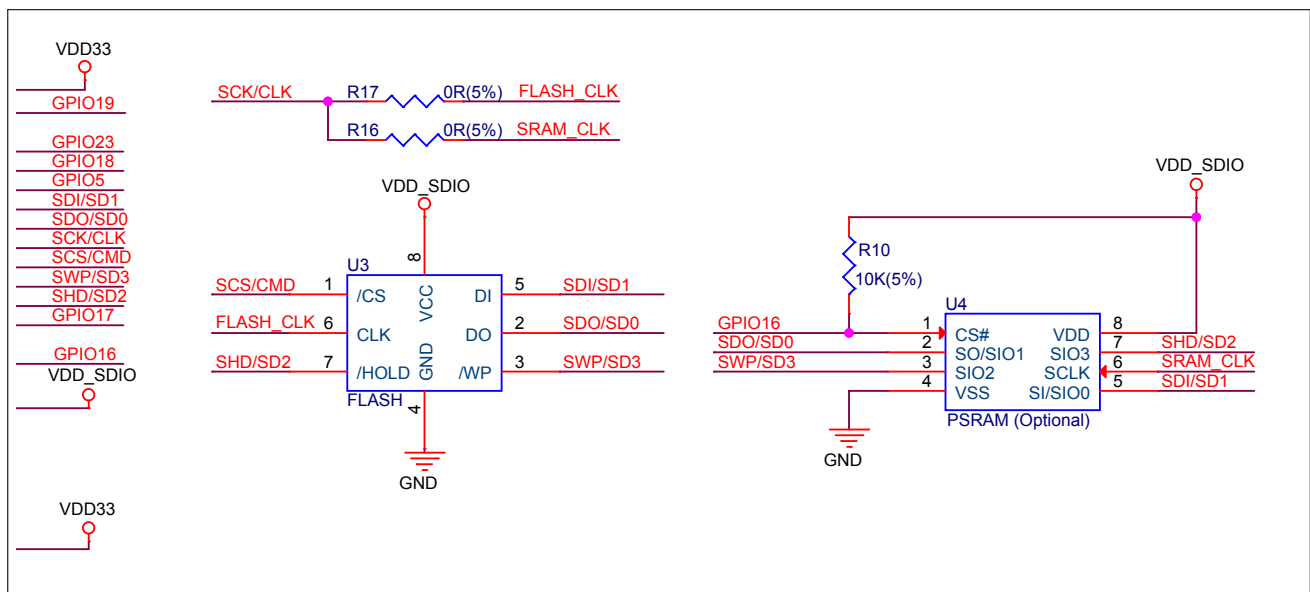 VDD33
GPIO19
GPIO23
GPIO18
GPIO5
SDI/SD1
SDO/SD0
SCK/CLK
SCS/CMD
SWP/SD3
SHD/SD2
GPIO17
GPIO16
VDD_SDIO
VDD33
SCK/CLK R17 0R(5%) FLASH_CLK
R16 0R(5%) SRAM_CLK
VDD_SDIO
U3 8
SCS/CMD 1 /CS VCC DI 5 SDI/SD1
FLASH_CLK 6 CLK DO 2 SDO/SD0
SHD/SD2 7 /HOLD GND /WP 3 SWP/SD3
FLASH 4
GND
VDD_SDIO
R10
10K(5%)
U4
GPIO16 1 CS# VDD 8
SDO/SD0 2 SO/SIO1 SIO3 7 SHD/SD2
SWP/SD3 3 SIO2 SCLK 6 SRAM_CLK
4 VSS SI/SIO0 5 SDI/SD1
PSRAM (Optional)
GND